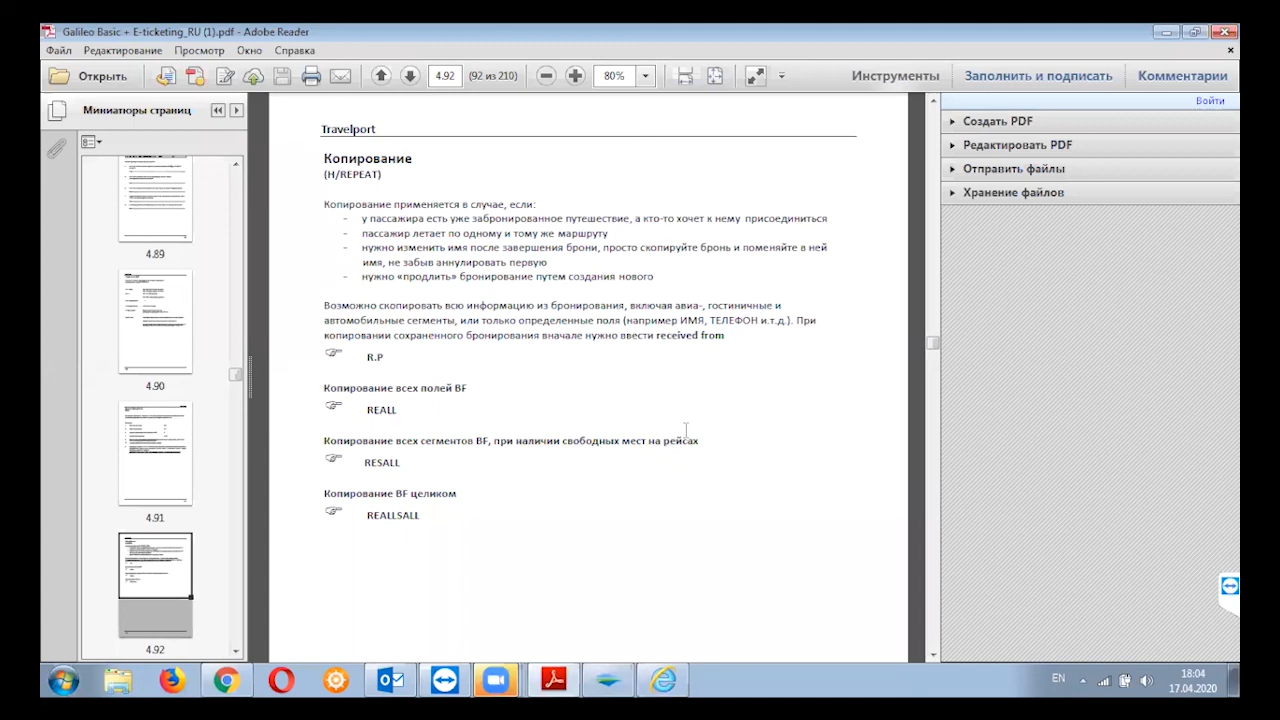 Galileo Basic + E-ticketing_RU (1).pdf - Adobe Reader
Файл Редактирование Просмотр Окно Справка
Открыть 4.92 (92 из 210) 80% Инструменты Заполнить и подписать Комментарии
Войти
Миниатюры страниц
Создать PDF
Редактировать PDF
Отправить файлы
Хранение файлов
4.89
4.90
4.91
4.92
Travelport
Копирование
(H/REPEAT)
Копирование применяется в случае, если:
- у пассажира есть уже забронированное путешествие, а кто-то хочет к нему присоединиться
- пассажир летает по одному и тому же маршруту
- нужно изменить имя после завершения брони, просто скопируйте бронь и поменяйте в ней
имя, не забыв аннулировать первую
- нужно «продлить» бронирование путем создания нового
Возможно скопировать всю информацию из бронирования, включая авиа-, гостиничные и
автомобильные сегменты, или только определенные поля (например ИМЯ, ТЕЛЕФОН и.т.д.). При
копировании сохраненного бронирования вначале нужно ввести received from
R.P
Копирование всех полей BF
REALL
Копирование всех сегментов BF, при наличии свободных мест на рейсах
RESALL
Копирование BF целиком
REALLSALL
EN
18:04
17.04.2020